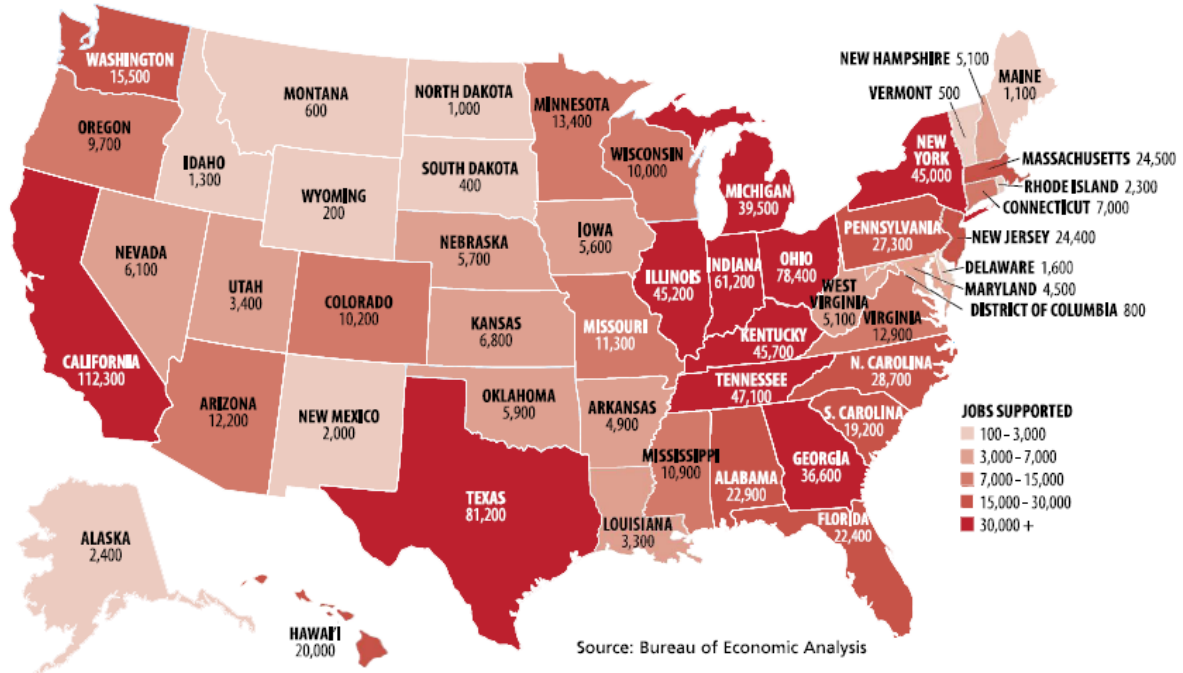 WASHINGTON
15,500
OREGON
9,700
CALIFORNIA
112,300
NEVADA
6,100
IDAHO
1,300
MONTANA
600
WYOMING
200
UTAH
3,400
COLORADO
10,200
ARIZONA
12,200
NEW MEXICO
2,000
NORTH DAKOTA
1,000
SOUTH DAKOTA
400
NEBRASKA
5,700
KANSAS
6,800
OKLAHOMA
5,900
TEXAS
81,200
MINNESOTA
13,400
IOWA
5,600
MISSOURI
11,300
ARKANSAS
4,900
LOUISIANA
3,300
WISCONSIN
10,000
ILLINOIS
45,200
MICHIGAN
39,500
INDIANA
61,200
OHIO
78,400
KENTUCKY
45,700
TENNESSEE
47,100
MISSISSIPPI
10,900
ALABAMA
22,900
GEORGIA
36,600
FLORIDA
22,400
S. CAROLINA
19,200
N. CAROLINA
28,700
VIRGINIA
12,900
WEST
VIRGINIA
5,100
PENNSYLVANIA
27,300
NEW
YORK
45,000
NEW HAMPSHIRE 5,100
VERMONT 500
MAINE
1,100
MASSACHUSETTS 24,500
RHODE ISLAND 2,300
CONNECTICUT 7,000
NEW JERSEY 24,400
DELAWARE 1,600
MARYLAND 4,500
DISTRICT OF COLUMBIA 800
ALASKA
2,400
HAWAI'I
20,000
JOBS SUPPORTED
100–3,000
3,000–7,000
7,000–15,000
15,000–30,000
30,000 +
Source: Bureau of Economic Analysis